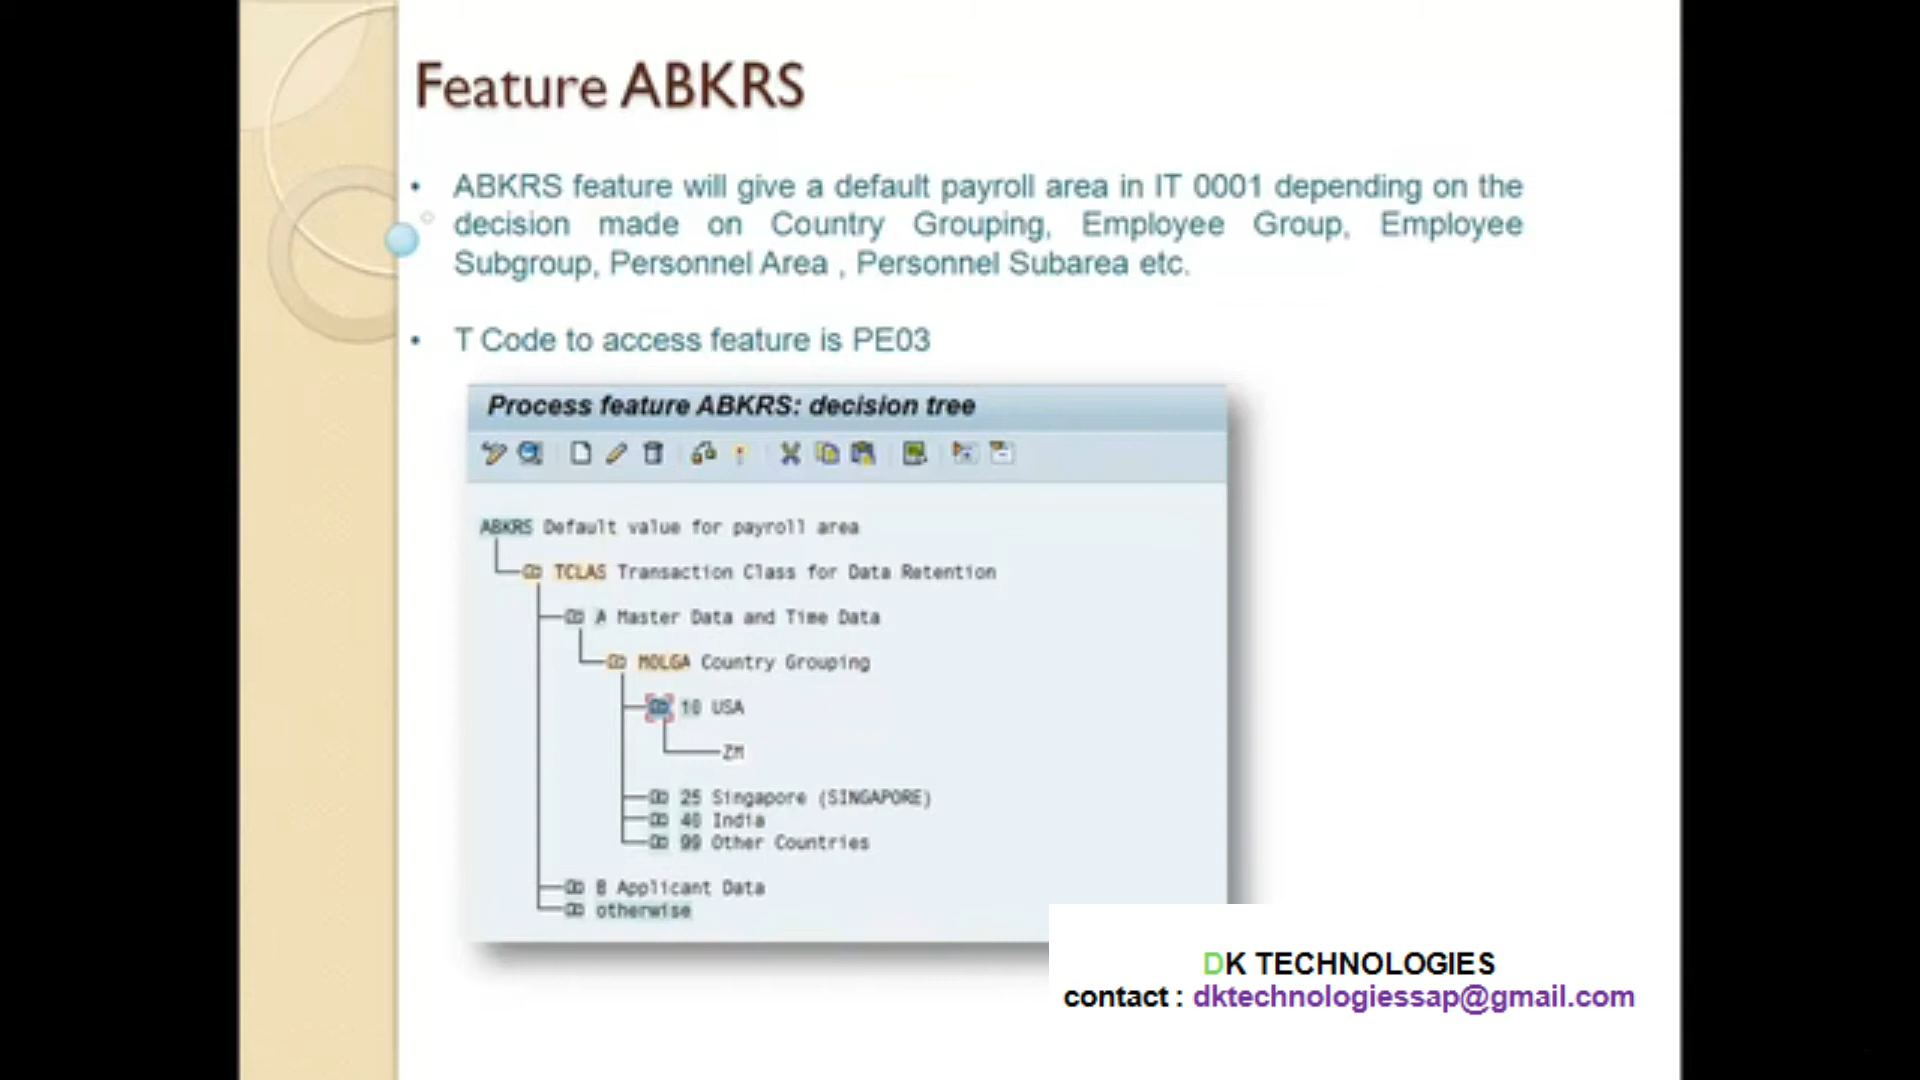 Feature ABKRS
• ABKRS feature will give a default payroll area in IT 0001 depending on the
decision made on Country Grouping, Employee Group, Employee
Subgroup, Personnel Area , Personnel Subarea etc.
• T Code to access feature is PE03
Process feature ABKRS: decision tree
ABKRS Default value for payroll area
TCLAS Transaction Class for Data Retention
A Master Data and Time Data
MOLGA Country Grouping
10 USA
ZM
25 Singapore (SINGAPORE)
40 India
99 Other Countries
B Applicant Data
otherwise
DK TECHNOLOGIES
contact : dktechnologiessap@gmail.com